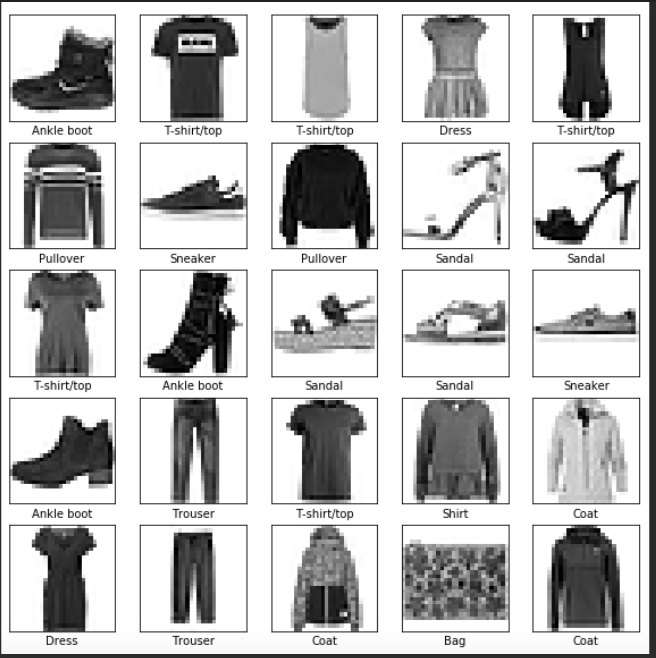 Ankle boot T-shirt/top T-shirt/top Dress T-shirt/top
Pullover Sneaker Pullover Sandal Sandal
T-shirt/top Ankle boot Sandal Sandal Sneaker
Ankle boot Trouser T-shirt/top Shirt Coat
Dress Trouser Coat Bag Coat